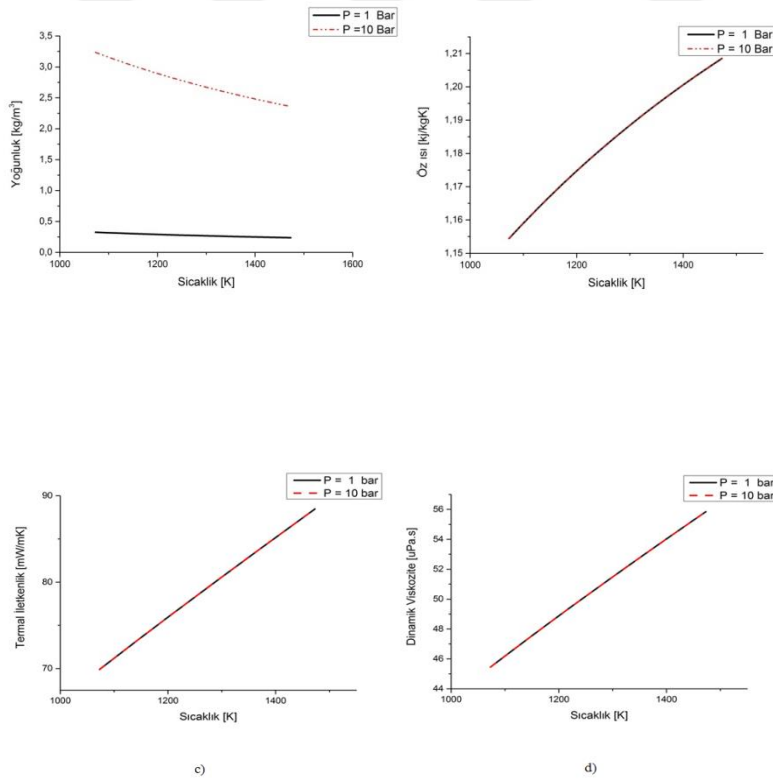 P = 1 Bar
P =10 Bar
Yoğunluk [kg/m³]
3,5
3,0
2,5
2,0
1,5
1,0
0,5
0,0
1000
1200
1400
1600
Sicaklik [K]
P = 1 Bar
P = 10 Bar
Öz ısı [kj/kgK]
1,21
1,20
1,19
1,18
1,17
1,16
1,15
1000
1200
1400
Sicaklik [K]
P = 1 bar
P = 10 bar
Termal İletkenlik [mW/mK]
90
80
70
1000
1200
1400
Sıcaklık [K]
c)
P = 1 bar
P = 10 bar
Dinamik Viskozite [uPa.s]
56
54
52
50
48
46
44
1000
1200
1400
Sıcaklık [K]
d)